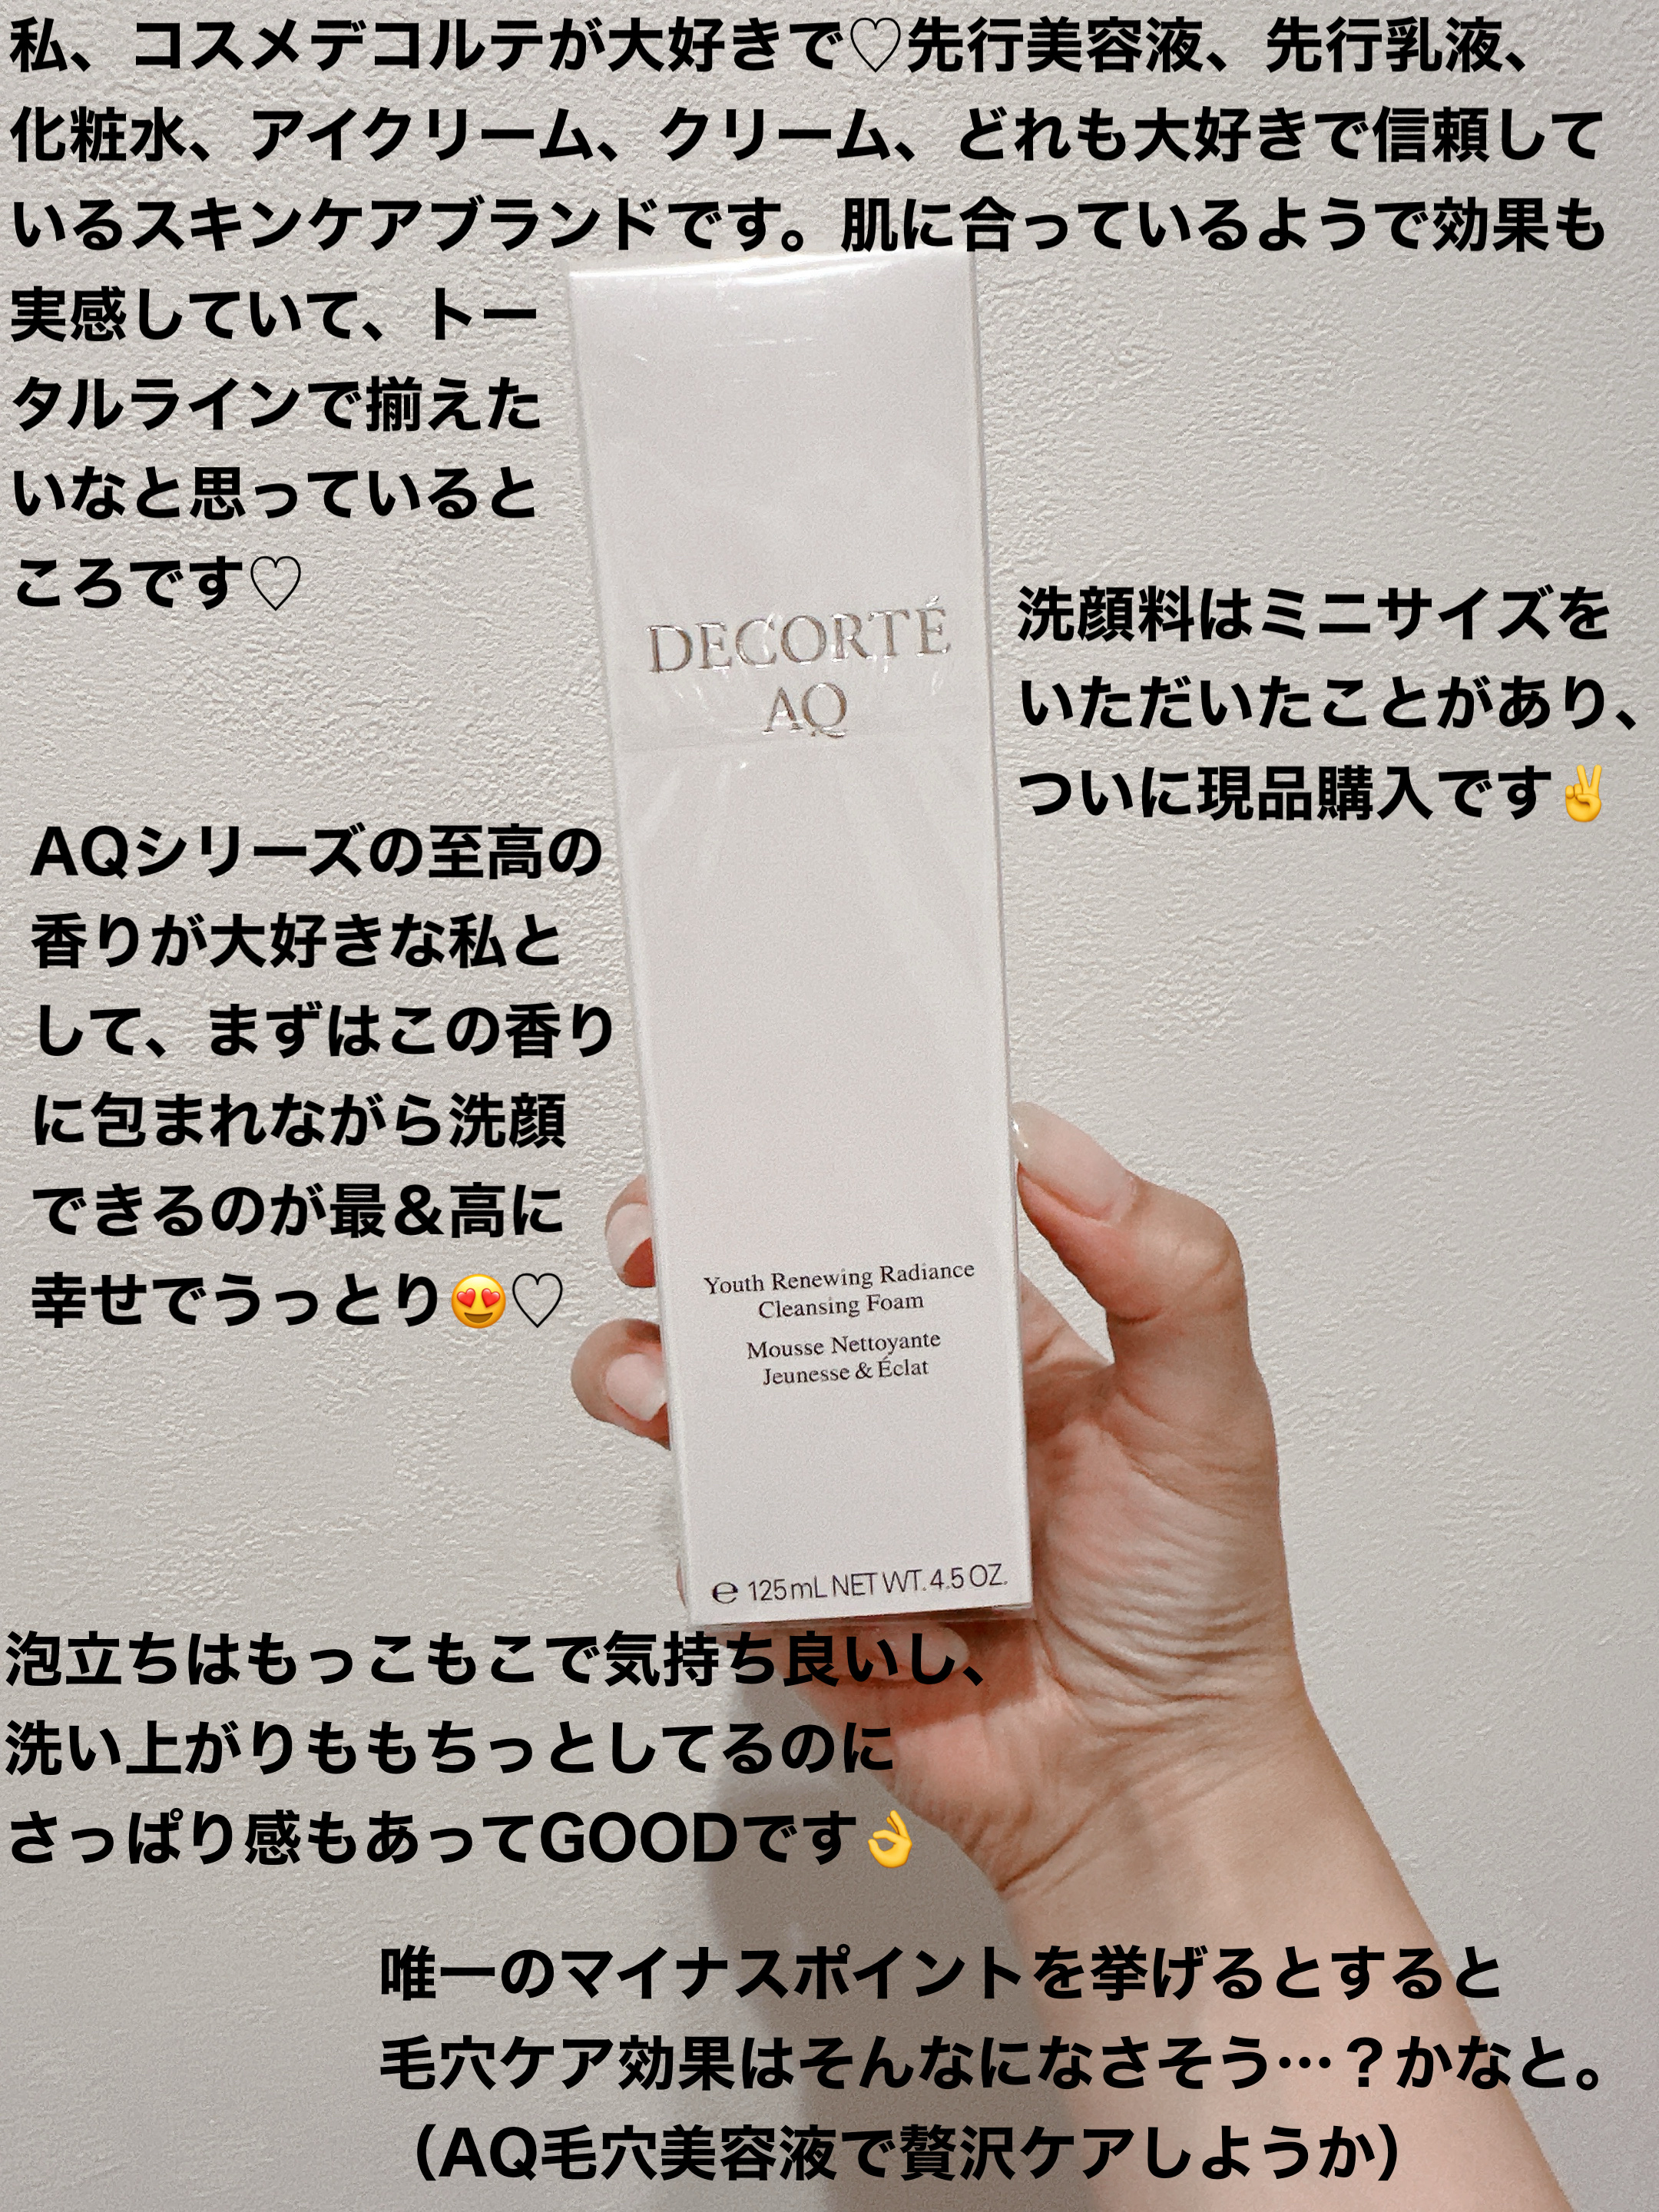 私、コスメデコルテが大好きで♡先行美容液、先行乳液、
化粧水、アイクリーム、クリーム、どれも大好きで信頼して
いるスキンケアブランドです。肌に合っているようで効果も
実感していて、トー
タルラインで揃えた
いなと思っていると
ころです♡
洗顔料はミニサイズを
いただいたことがあり、
ついに現品購入です✌️
AQシリーズの至高の
香りが大好きな私と
して、まずはこの香り
に包まれながら洗顔
できるのが最＆高に
幸せでうっとり😍♡
DECORTÉ
AQ
Youth Renewing Radiance
Cleansing Foam
Mousse Nettoyante
Jeunesse & Éclat
℮ 125mL NET WT. 4.5 OZ.
泡立ちはもっこもこで気持ち良いし、
洗い上がりももちっとしてるのに
さっぱり感もあってGOODです👌
唯一のマイナスポイントを挙げるとすると
毛穴ケア効果はそんなになさそう…？かなと。
（AQ毛穴美容液で贅沢ケアしようか）